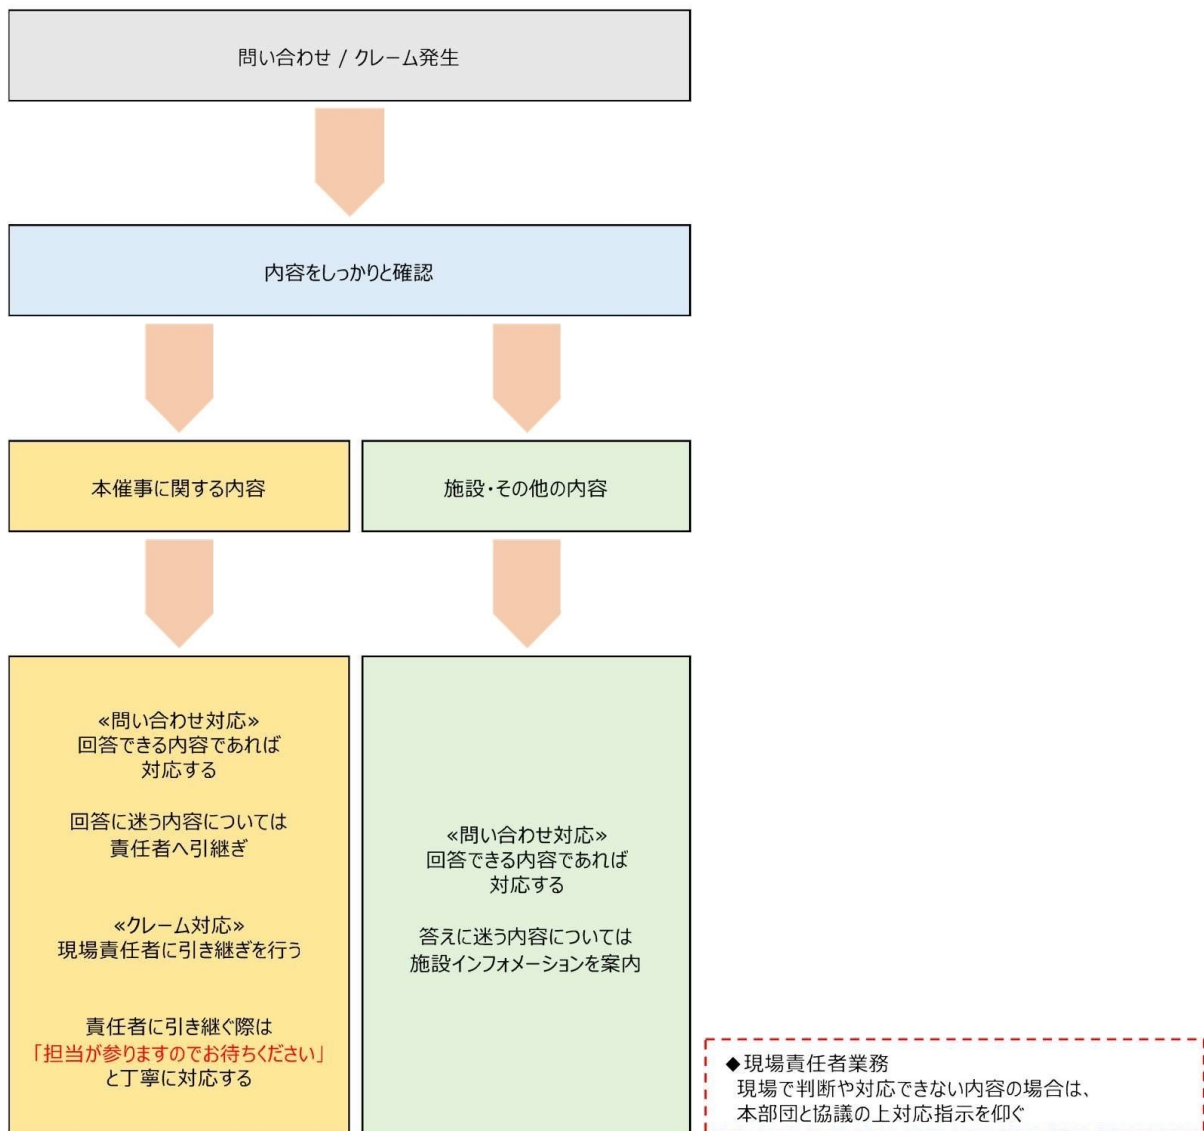 問い合わせ / クレーム発生
内容をしっかりと確認
本催事に関する内容
施設・その他の内容
≪問い合わせ対応≫
回答できる内容であれば
対応する
回答に迷う内容については
責任者へ引継ぎ
≪クレーム対応≫
現場責任者に引き継ぎを行う
責任者に引き継ぐ際は
「担当が参りますのでお待ちください」
と丁寧に対応する
≪問い合わせ対応≫
回答できる内容であれば
対応する
答えに迷う内容については
施設インフォメーションを案内
◆現場責任者業務
現場で判断や対応できない内容の場合は、
本部団と協議の上対応指示を仰ぐ